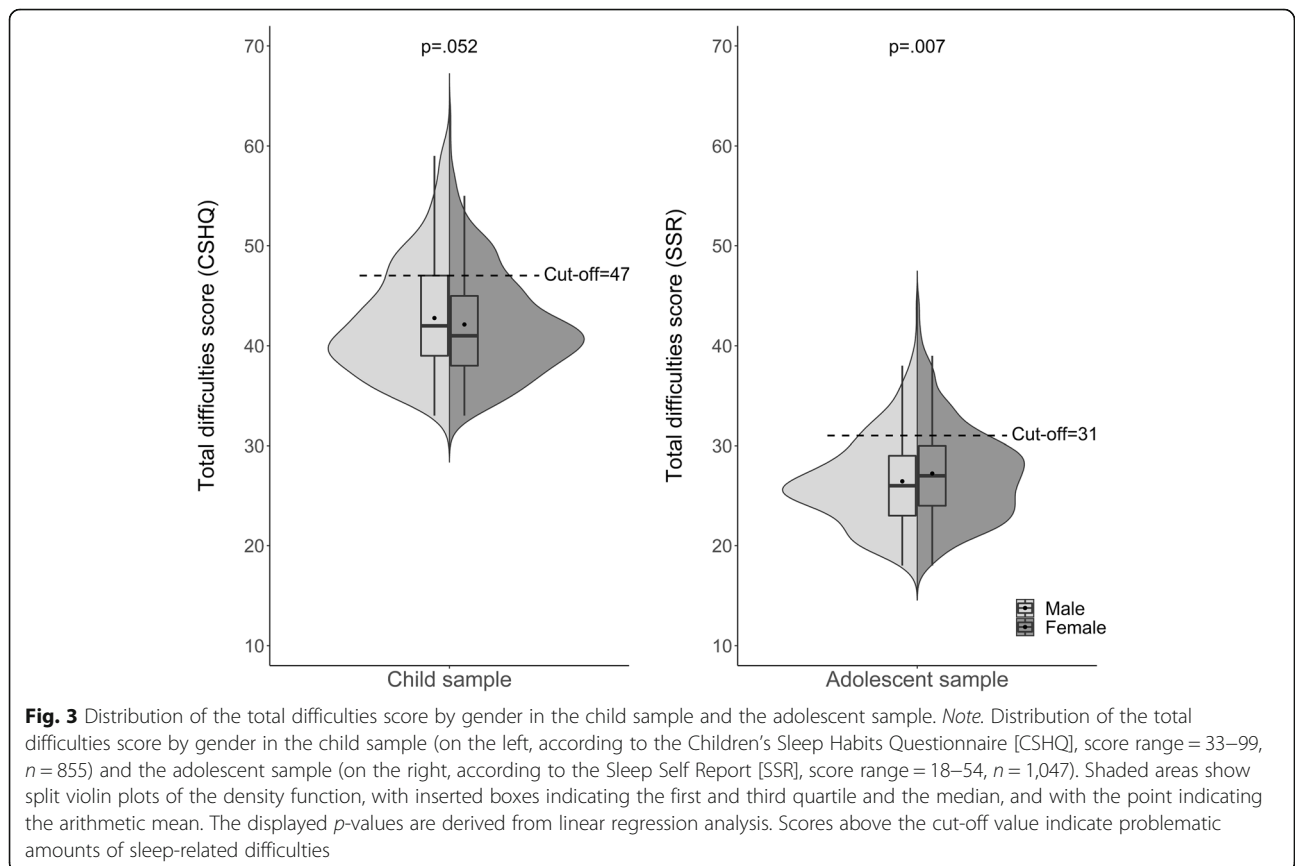 p=.052
p=.007
70
60
50
40
30
20
10
Total difficulties score (CSHQ)
Cut-off=47
Child sample
70
60
50
40
30
20
10
Total difficulties score (SSR)
Cut-off=31
Male
Female
Adolescent sample
Fig. 3 Distribution of the total difficulties score by gender in the child sample and the adolescent sample. Note. Distribution of the total
difficulties score by gender in the child sample (on the left, according to the Children's Sleep Habits Questionnaire [CSHQ], score range = 33–99,
n = 855) and the adolescent sample (on the right, according to the Sleep Self Report [SSR], score range = 18–54, n = 1,047). Shaded areas show
split violin plots of the density function, with inserted boxes indicating the first and third quartile and the median, and with the point indicating
the arithmetic mean. The displayed p-values are derived from linear regression analysis. Scores above the cut-off value indicate problematic
amounts of sleep-related difficulties